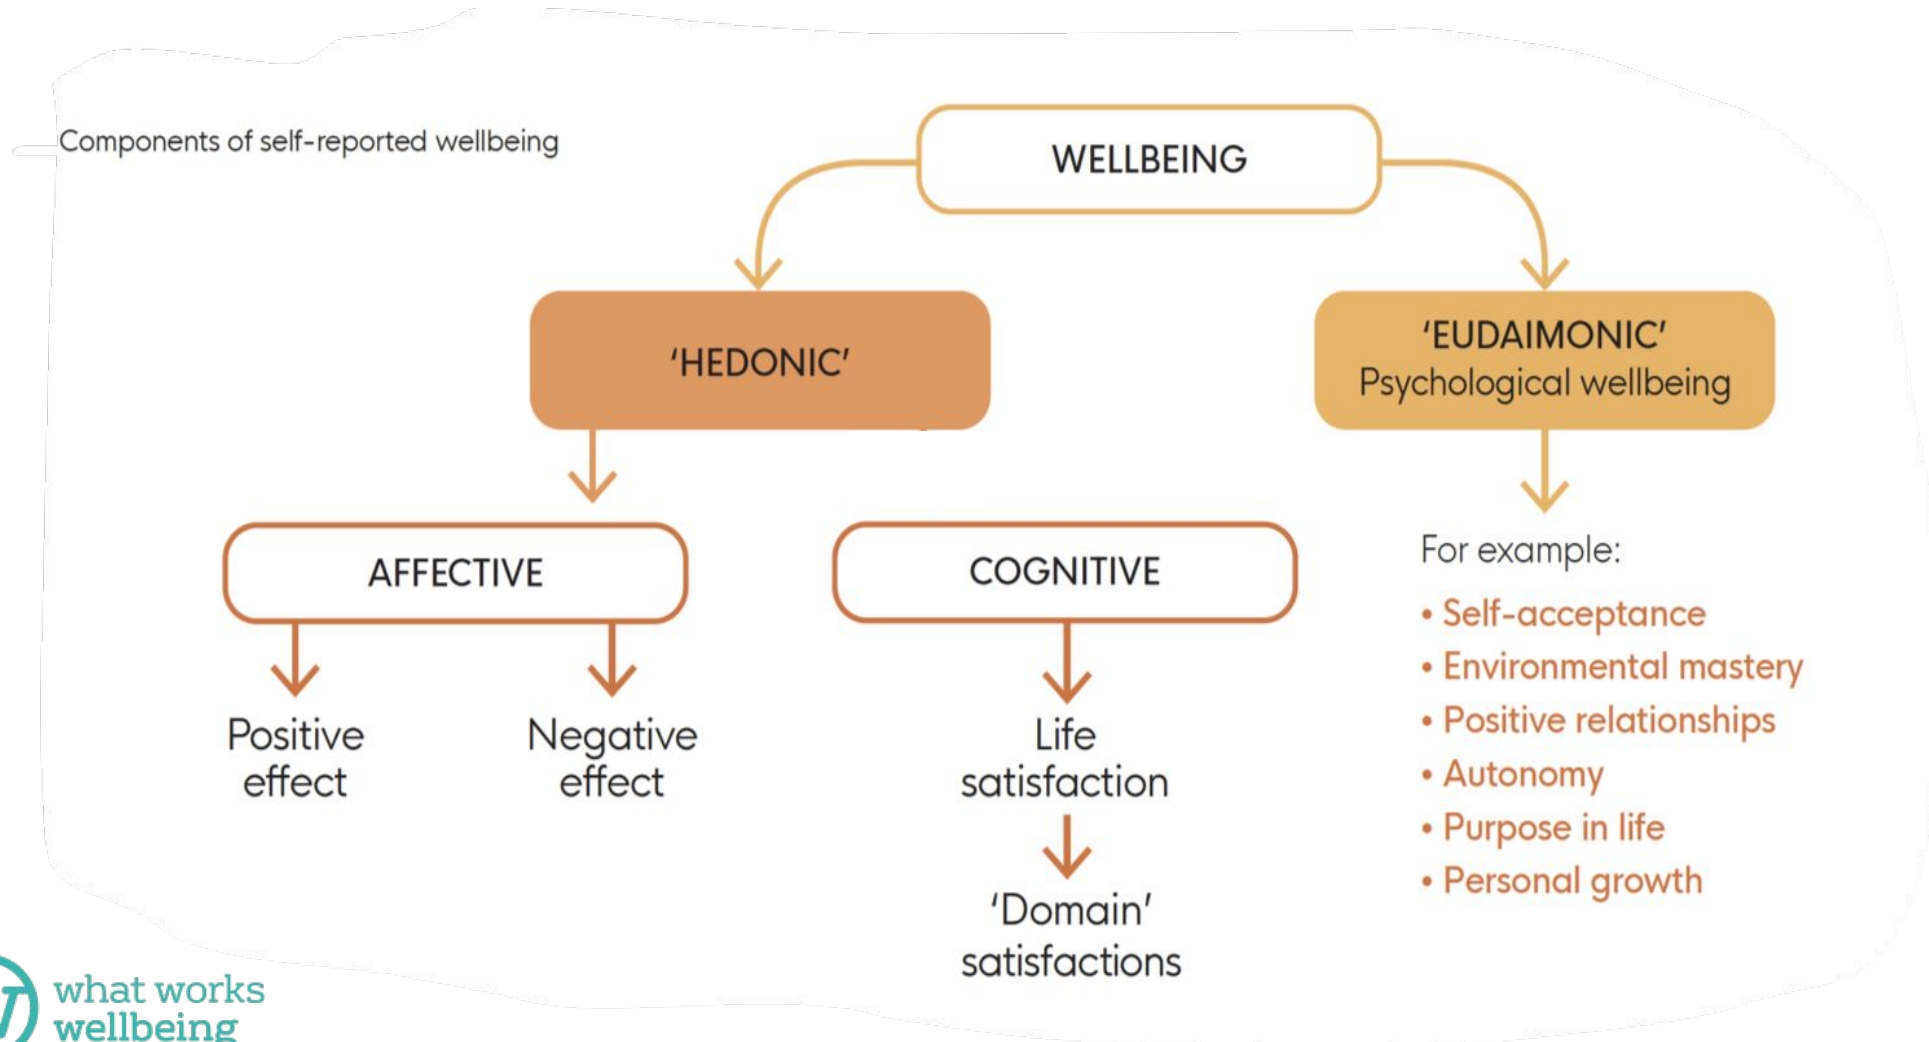 Components of self-reported wellbeing
WELLBEING
‘HEDONIC’
‘EUDAIMONIC’
Psychological wellbeing
AFFECTIVE
COGNITIVE
Positive
effect
Negative
effect
Life
satisfaction
‘Domain’
satisfactions
For example:
• Self-acceptance
• Environmental mastery
• Positive relationships
• Autonomy
• Purpose in life
• Personal growth
what works
wellbeing